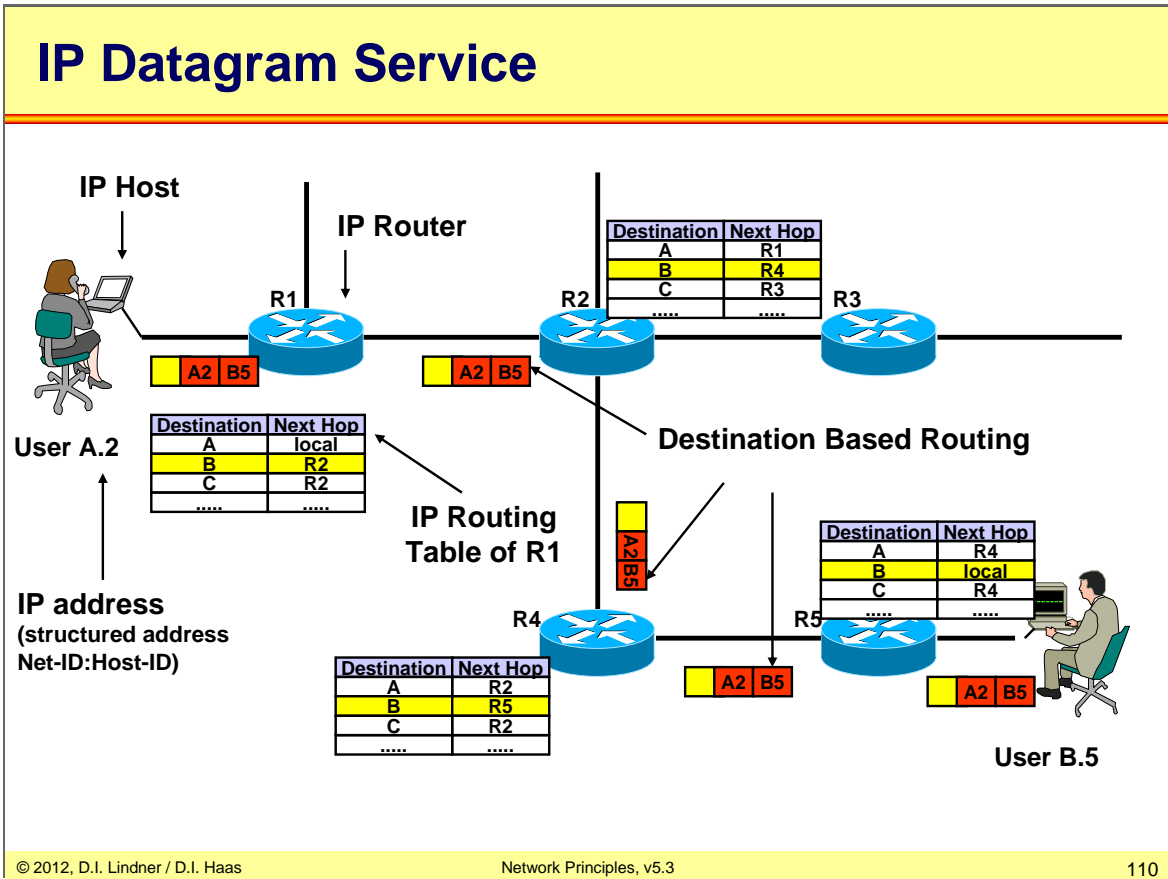 IP Datagram Service
IP Host
IP Router
Destination Next Hop
A R1
B R4
C R3
..... .....
R1
R2
R3
A2 B5
A2 B5
User A.2
Destination Next Hop
A local
B R2
C R2
..... .....
Destination Based Routing
IP Routing
Table of R1
A2 B5
Destination Next Hop
A R4
B local
C R4
..... .....
IP address
(structured address
Net-ID:Host-ID)
R4
R5
Destination Next Hop
A R2
B R5
C R2
..... .....
A2 B5
A2 B5
User B.5
© 2012, D.I. Lindner / D.I. Haas
Network Principles, v5.3
110